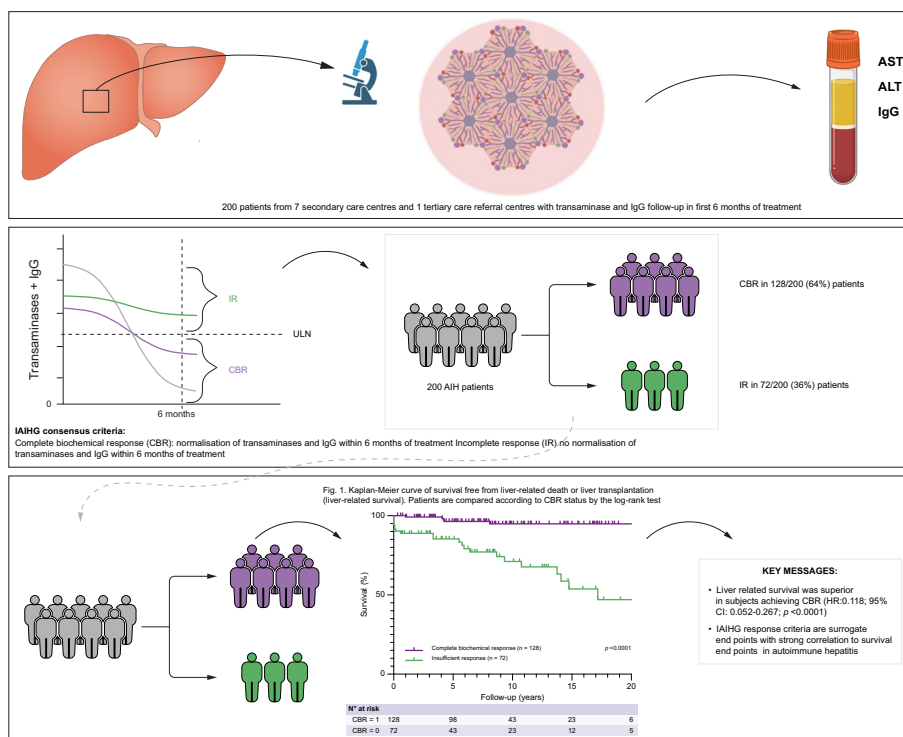 AST
ALT
IgG
200 patients from 7 secondary care centres and 1 tertiary care referral centres with transaminase and IgG follow-up in first 6 months of treatment
Transaminases + IgG
IR
ULN
CBR
0
6 months
200 AIH patients
CBR in 128/200 (64%) patients
IR in 72/200 (36%) patients
IAIHG consensus criteria:
Complete biochemical response (CBR): normalisation of transaminases and IgG within 6 months of treatment Incomplete response (IR) no normalisation of
transaminases and IgG within 6 months of treatment
Fig. 1. Kaplan-Meier curve of survival free from liver-related death or liver transplantation
(liver-related survival). Patients are compared according to CBR status by the log-rank test
100
50
0
Survival (%)
Complete biochemical response (n = 128)
p <0.0001
Insufficient response (n = 72)
0 5 10 15 20
Follow-up (years)
N° at risk
CBR = 1 128 98 43 23 6
CBR = 0 72 43 23 12 5
KEY MESSAGES:
• Liver related survival was superior
in subjects achieving CBR (HR:0.118; 95%
CI: 0.052-0.267; p <0.0001)
• IAIHG response criteria are surrogate
end points with strong correlation to survival
end points in autoimmune hepatitis